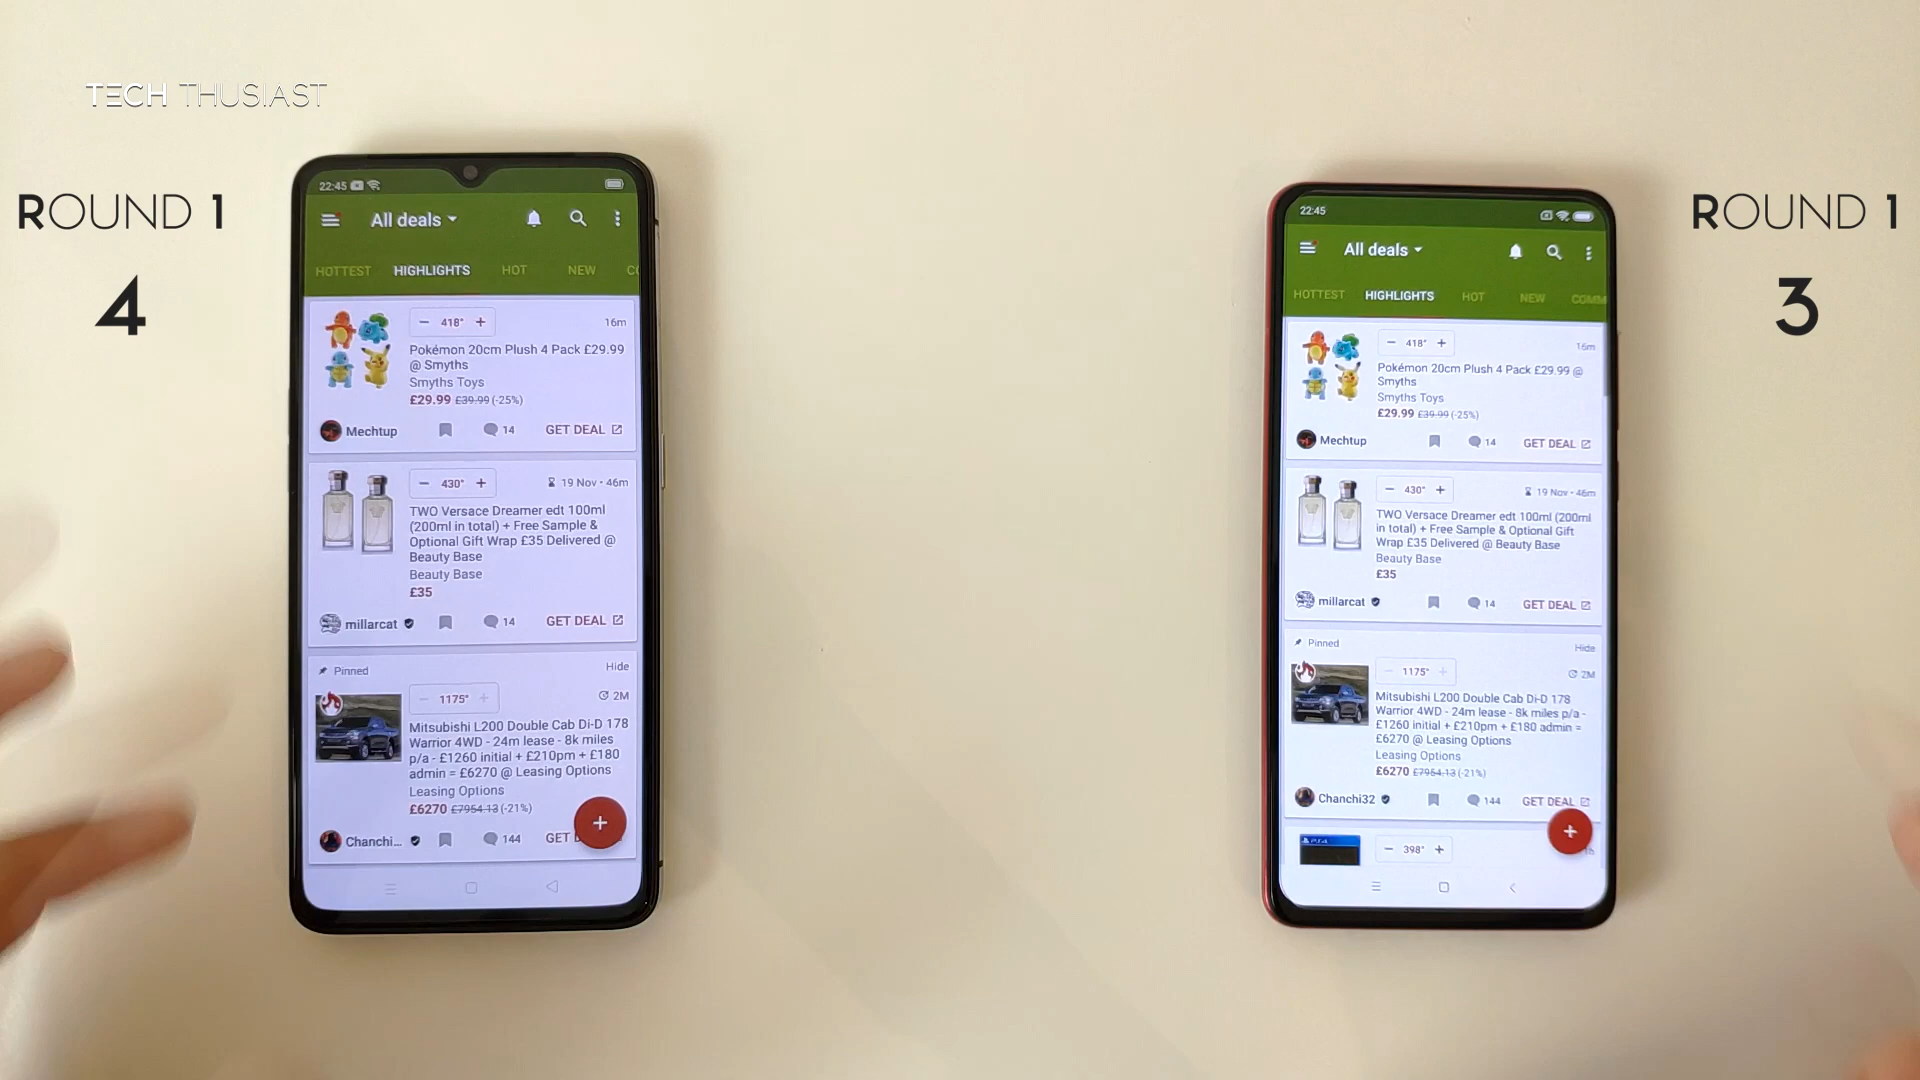 TECH THUSIAST
ROUND 1
4
22:45
All deals
HOTTEST HIGHLIGHTS HOT NEW
418° 16m
Pokémon 20cm Plush 4 Pack £29.99
@ Smyths
Smyths Toys
£29.99 £39.99 (-25%)
Mechtup 14 GET DEAL
430° 19 Nov • 46m
TWO Versace Dreamer edt 100ml
(200ml in total) + Free Sample &
Optional Gift Wrap £35 Delivered @
Beauty Base
Beauty Base
£35
millarcat 14 GET DEAL
Pinned Hide
1175° 2M
Mitsubishi L200 Double Cab Di-D 178
Warrior 4WD - 24m lease - 8k miles
p/a - £1260 initial + £210pm + £180
admin = £6270 @ Leasing Options
Leasing Options
£6270 £7954.13 (-21%)
Chanchi... 144 GET
ROUND 1
3
22:45
All deals
HOTTEST HIGHLIGHTS HOT NEW COMM
418° 16m
Pokémon 20cm Plush 4 Pack £29.99 @
Smyths
Smyths Toys
£29.99 £39.99 (-25%)
Mechtup 14 GET DEAL
430° 19 Nov • 46m
TWO Versace Dreamer edt 100ml (200ml
in total) + Free Sample & Optional Gift
Wrap £35 Delivered @ Beauty Base
Beauty Base
£35
millarcat 14 GET DEAL
Pinned Hide
1175° 2M
Mitsubishi L200 Double Cab Di-D 178
Warrior 4WD - 24m lease - 8k miles p/a -
£1260 initial + £210pm + £180 admin =
£6270 @ Leasing Options
Leasing Options
£6270 £7954.13 (-21%)
Chanchi32 144 GET DEAL
398°